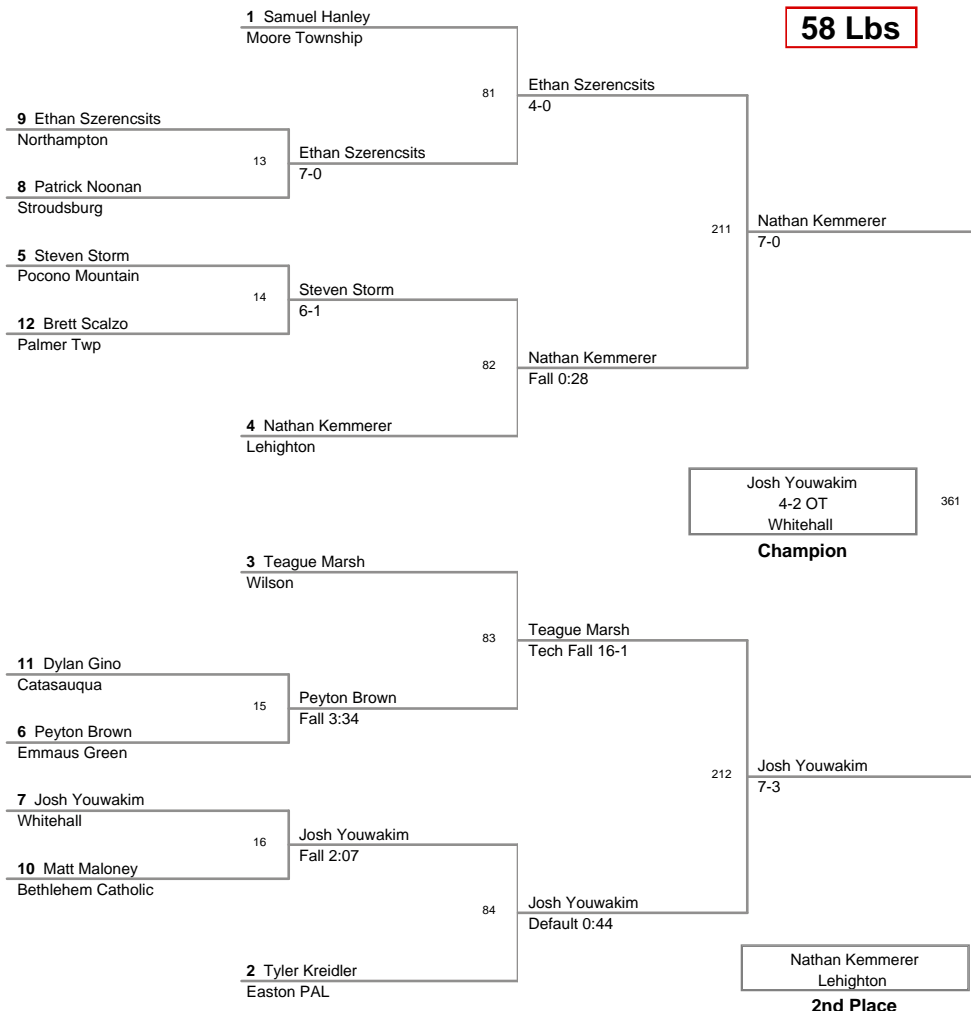 58 Lbs
1 Samuel Hanley
Moore Township
81
Ethan Szerencsits
4-0
9 Ethan Szerencsits
Northampton
13
Ethan Szerencsits
7-0
8 Patrick Noonan
Stroudsburg
211
Nathan Kemmerer
7-0
5 Steven Storm
Pocono Mountain
14
Steven Storm
6-1
12 Brett Scalzo
Palmer Twp
82
Nathan Kemmerer
Fall 0:28
4 Nathan Kemmerer
Lehighton
Josh Youwakim
4-2 OT
Whitehall
361
Champion
3 Teague Marsh
Wilson
83
Teague Marsh
Tech Fall 16-1
11 Dylan Gino
Catasauqua
15
Peyton Brown
Fall 3:34
6 Peyton Brown
Emmaus Green
212
Josh Youwakim
7-3
7 Josh Youwakim
Whitehall
16
Josh Youwakim
Fall 2:07
10 Matt Maloney
Bethlehem Catholic
84
Josh Youwakim
Default 0:44
2 Tyler Kreidler
Easton PAL
Nathan Kemmerer
Lehighton
2nd Place